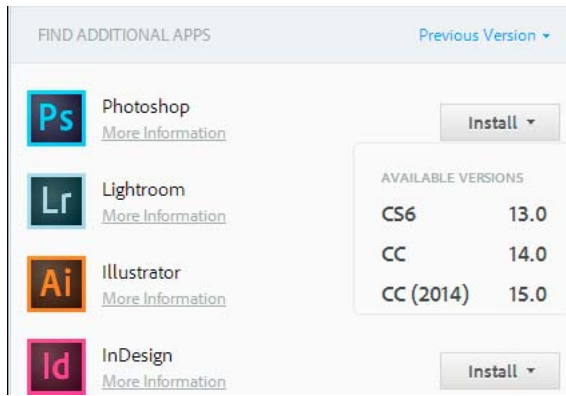 FIND ADDITIONAL APPS Previous Version
Ps Photoshop
More Information
Install
Lr Lightroom
More Information
AVAILABLE VERSIONS
CS6 13.0
CC 14.0
CC (2014) 15.0
Ai Illustrator
More Information
Id InDesign
More Information
Install